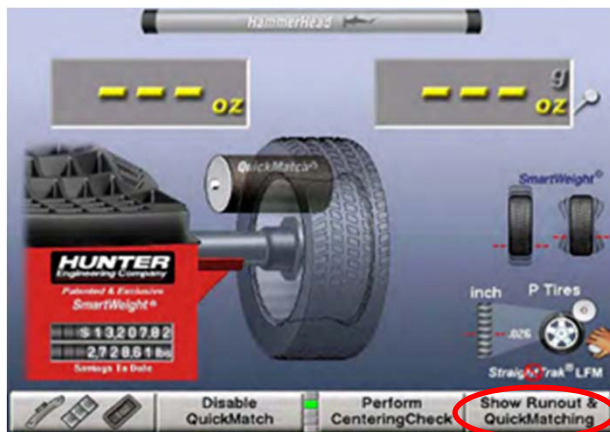 HammerHead
--- oz
g
--- oz
QuickMatch®
SmartWeight®
HUNTER
Engineering Company
Patented & Exclusive
SmartWeight®
$13,207.82
2,728.61 lbs
Savings To Date
inch P Tires
.026
StraightTrak® LFM
Disable
QuickMatch
Perform
CenteringCheck
Show Runout &
QuickMatching